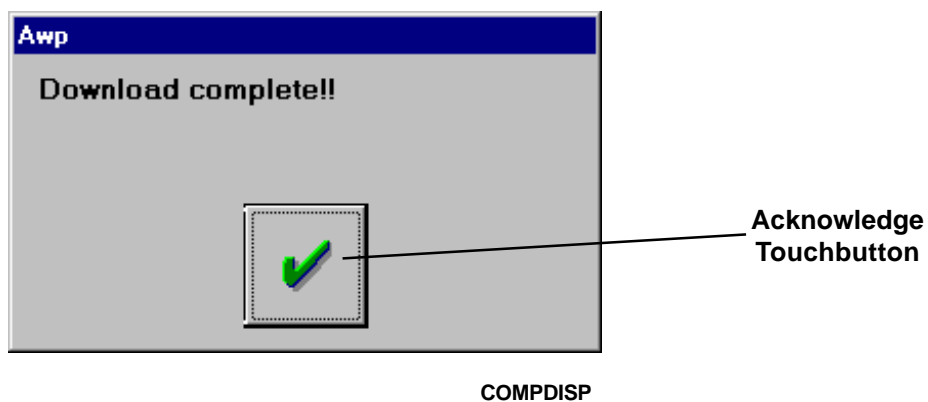 Awp
Download complete!!
Acknowledge
Touchbutton
COMPDISP